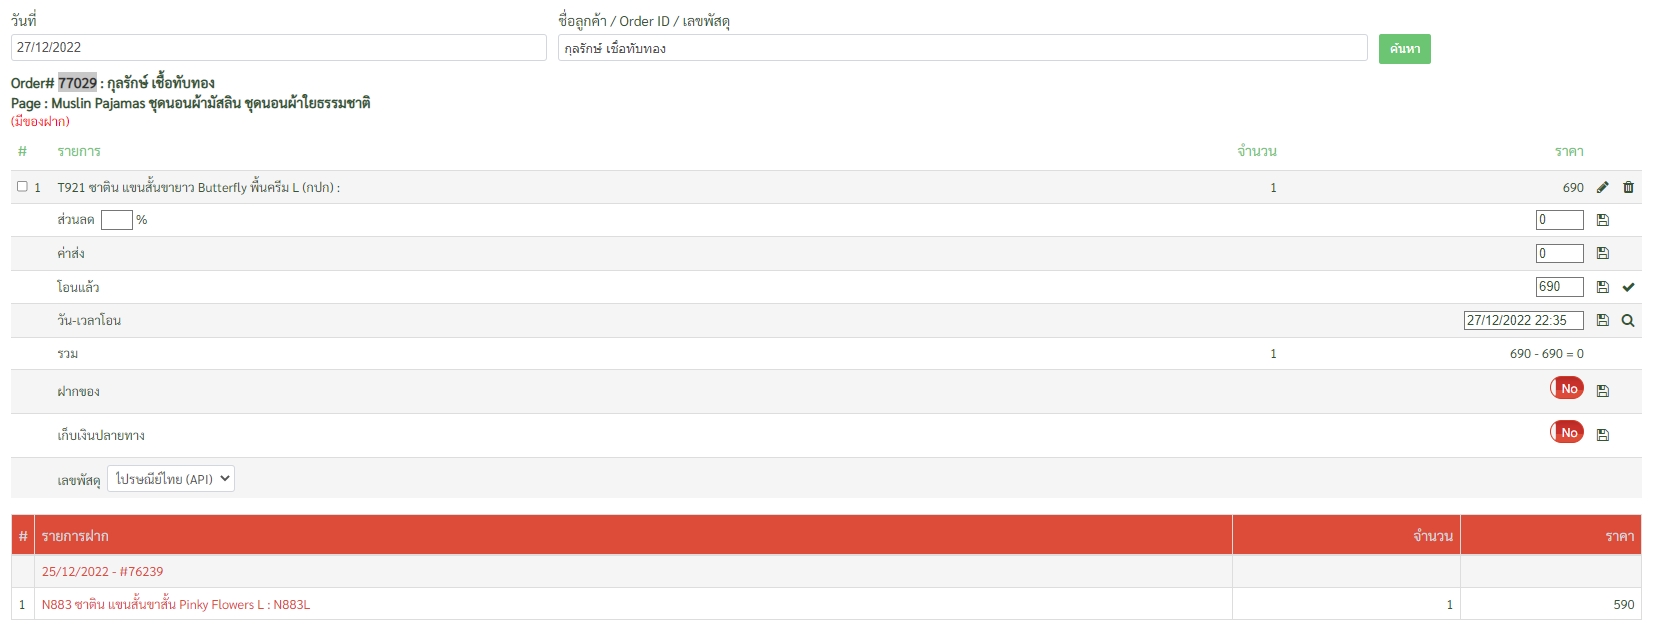 วันที่
27/12/2022
ชื่อลูกค้า / Order ID / เลขพัสดุ
กุลรักษ์ เชื่อทับทอง
ค้นหา
Order# 77029 : กุลรักษ์ เชื้อทับทอง
Page : Muslin Pajamas ชุดนอนผ้ามัสลิน ชุดนอนผ้าใยธรรมชาติ
(มีของฝาก)
# รายการ จำนวน ราคา
1 T921 ซาติน แขนสั้นขายาว Butterfly พื้นครีม L (กปก) : 1 690
ส่วนลด % 0
ค่าส่ง 0
โอนแล้ว 690
วัน-เวลาโอน 27/12/2022 22:35
รวม 1 690 - 690 = 0
ฝากของ No
เก็บเงินปลายทาง No
เลขพัสดุ ไปรษณีย์ไทย (API)
# รายการฝาก จำนวน ราคา
25/12/2022 - #76239
1 N883 ซาติน แขนสั้นขาสั้น Pinky Flowers L : N883L 1 590